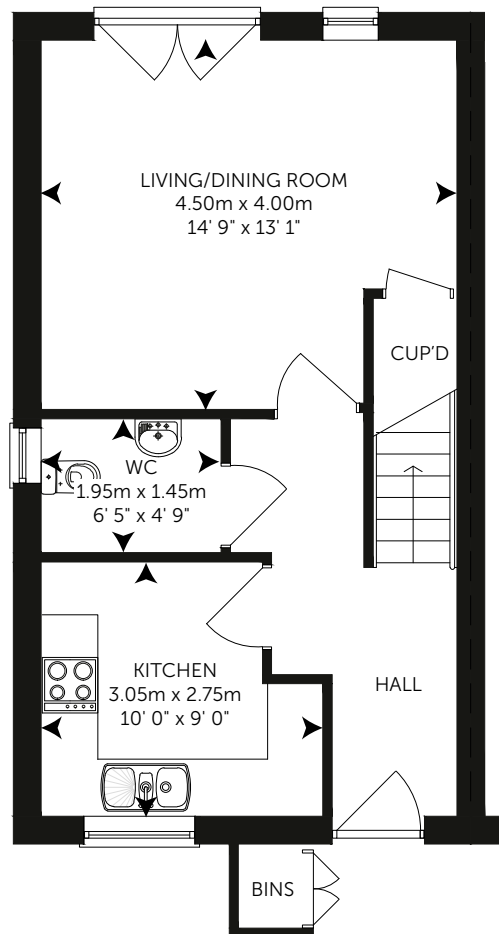 LIVING/DINING ROOM
4.50m x 4.00m
14' 9" x 13' 1"
CUP'D
WC
1.95m x 1.45m
6' 5" x 4' 9"
KITCHEN
3.05m x 2.75m
10' 0" x 9' 0"
HALL
BINS